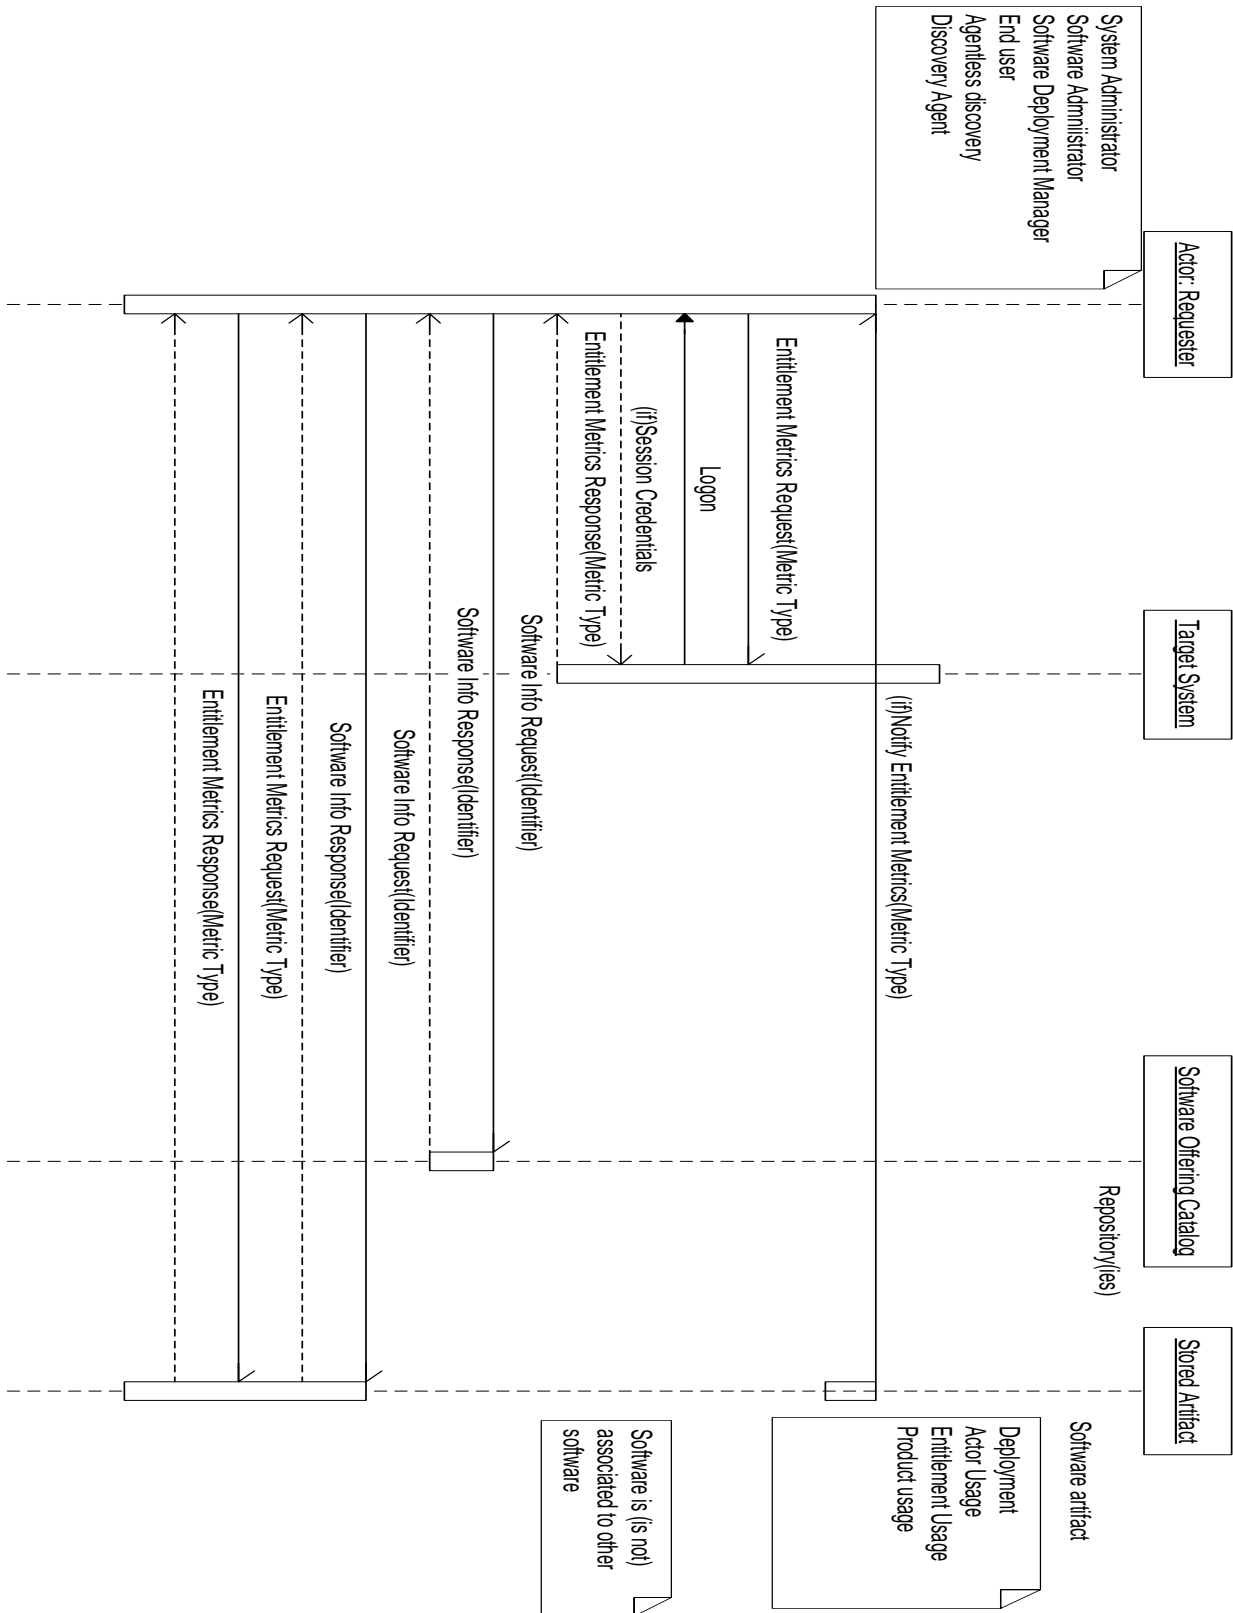 Actor: Requester
Target System
Software Offering Catalog
Stored Artifact
System Administrator
Software Admniistrator
Software Deployment Manager
End user
Agentless discovery
Discovery Agent
Repository(ies)
Software artifact
Deployment
Actor Usage
Entitlement Usage
Product usage
(if)Notify Entitlement Metrics(Metric Type)
Entitlement Metrics Request(Metric Type)
Logon
(if)Session Credentials
Entitlement Metrics Response(Metric Type)
Software is (is not)
associated to other
software
Software Info Request(Identifier)
Software Info Response(Identifier)
Software Info Request(Identifier)
Software Info Response(Identifier)
Entitlement Metrics Request(Metric Type)
Entitlement Metrics Response(Metric Type)